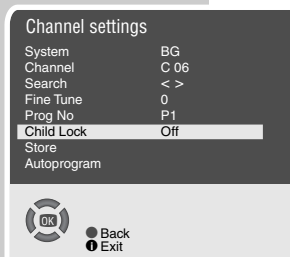 Channel settings
System BG
Channel C 06
Search < >
Fine Tune 0
Prog No P1
Child Lock Off
Store
Autoprogram
OK
Back
i Exit